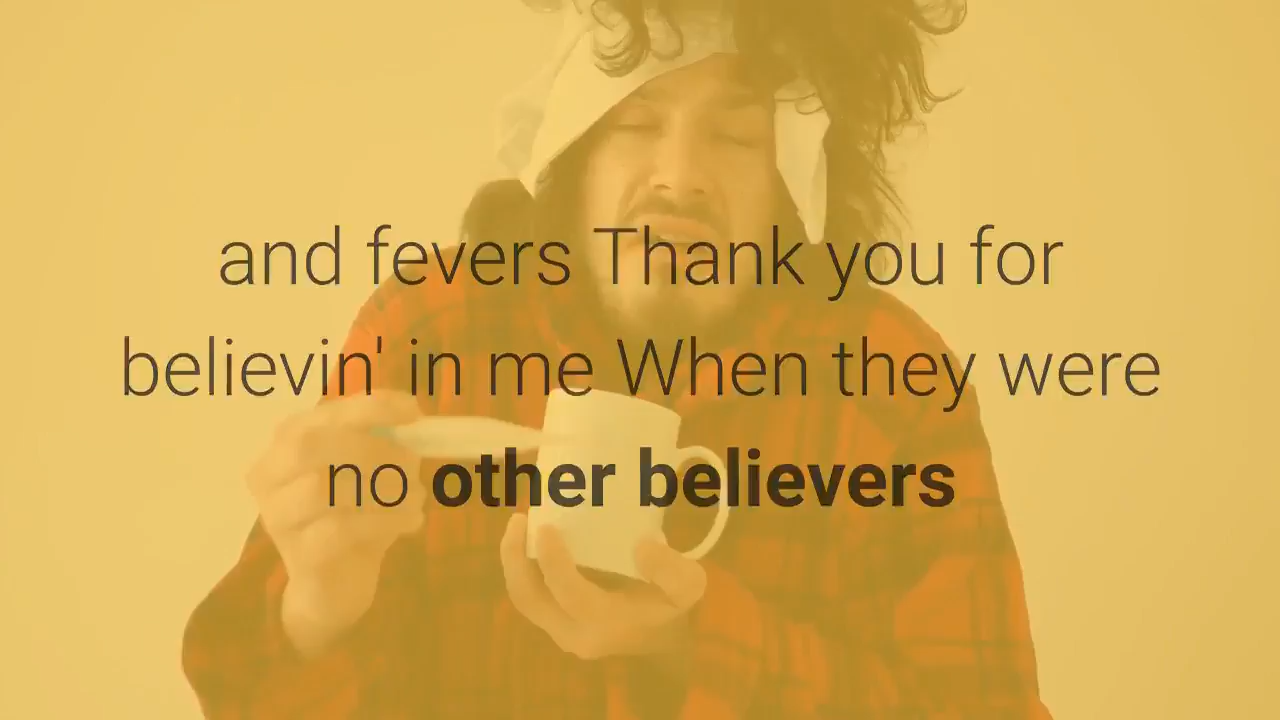 and fevers Thank you for
believin' in me When they were
no other believers